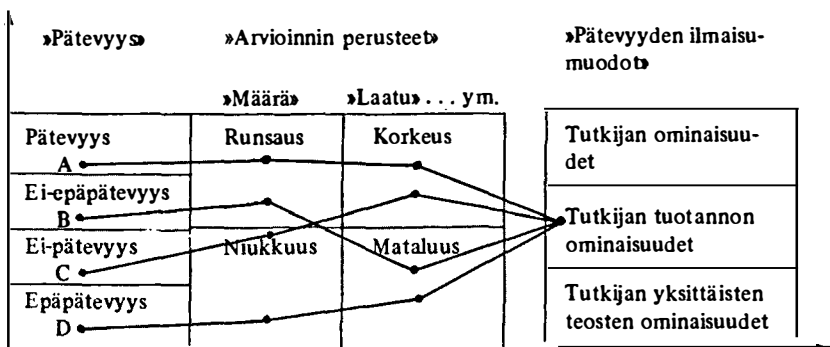 »Pätevyys»
»Arvioinnin perusteet»
»Pätevyyden ilmaisu-
muodot»
»Määrä»
»Laatu» . . . ym.
Pätevyys
A
Runsaus
Korkeus
Tutkijan ominaisuu-
det
Ei-epäpätevyys
B
Tutkijan tuotannon
ominaisuudet
Ei-pätevyys
C
Niukkuus
Mataluus
Epäpätevyys
D
Tutkijan yksittäisten
teosten ominaisuudet